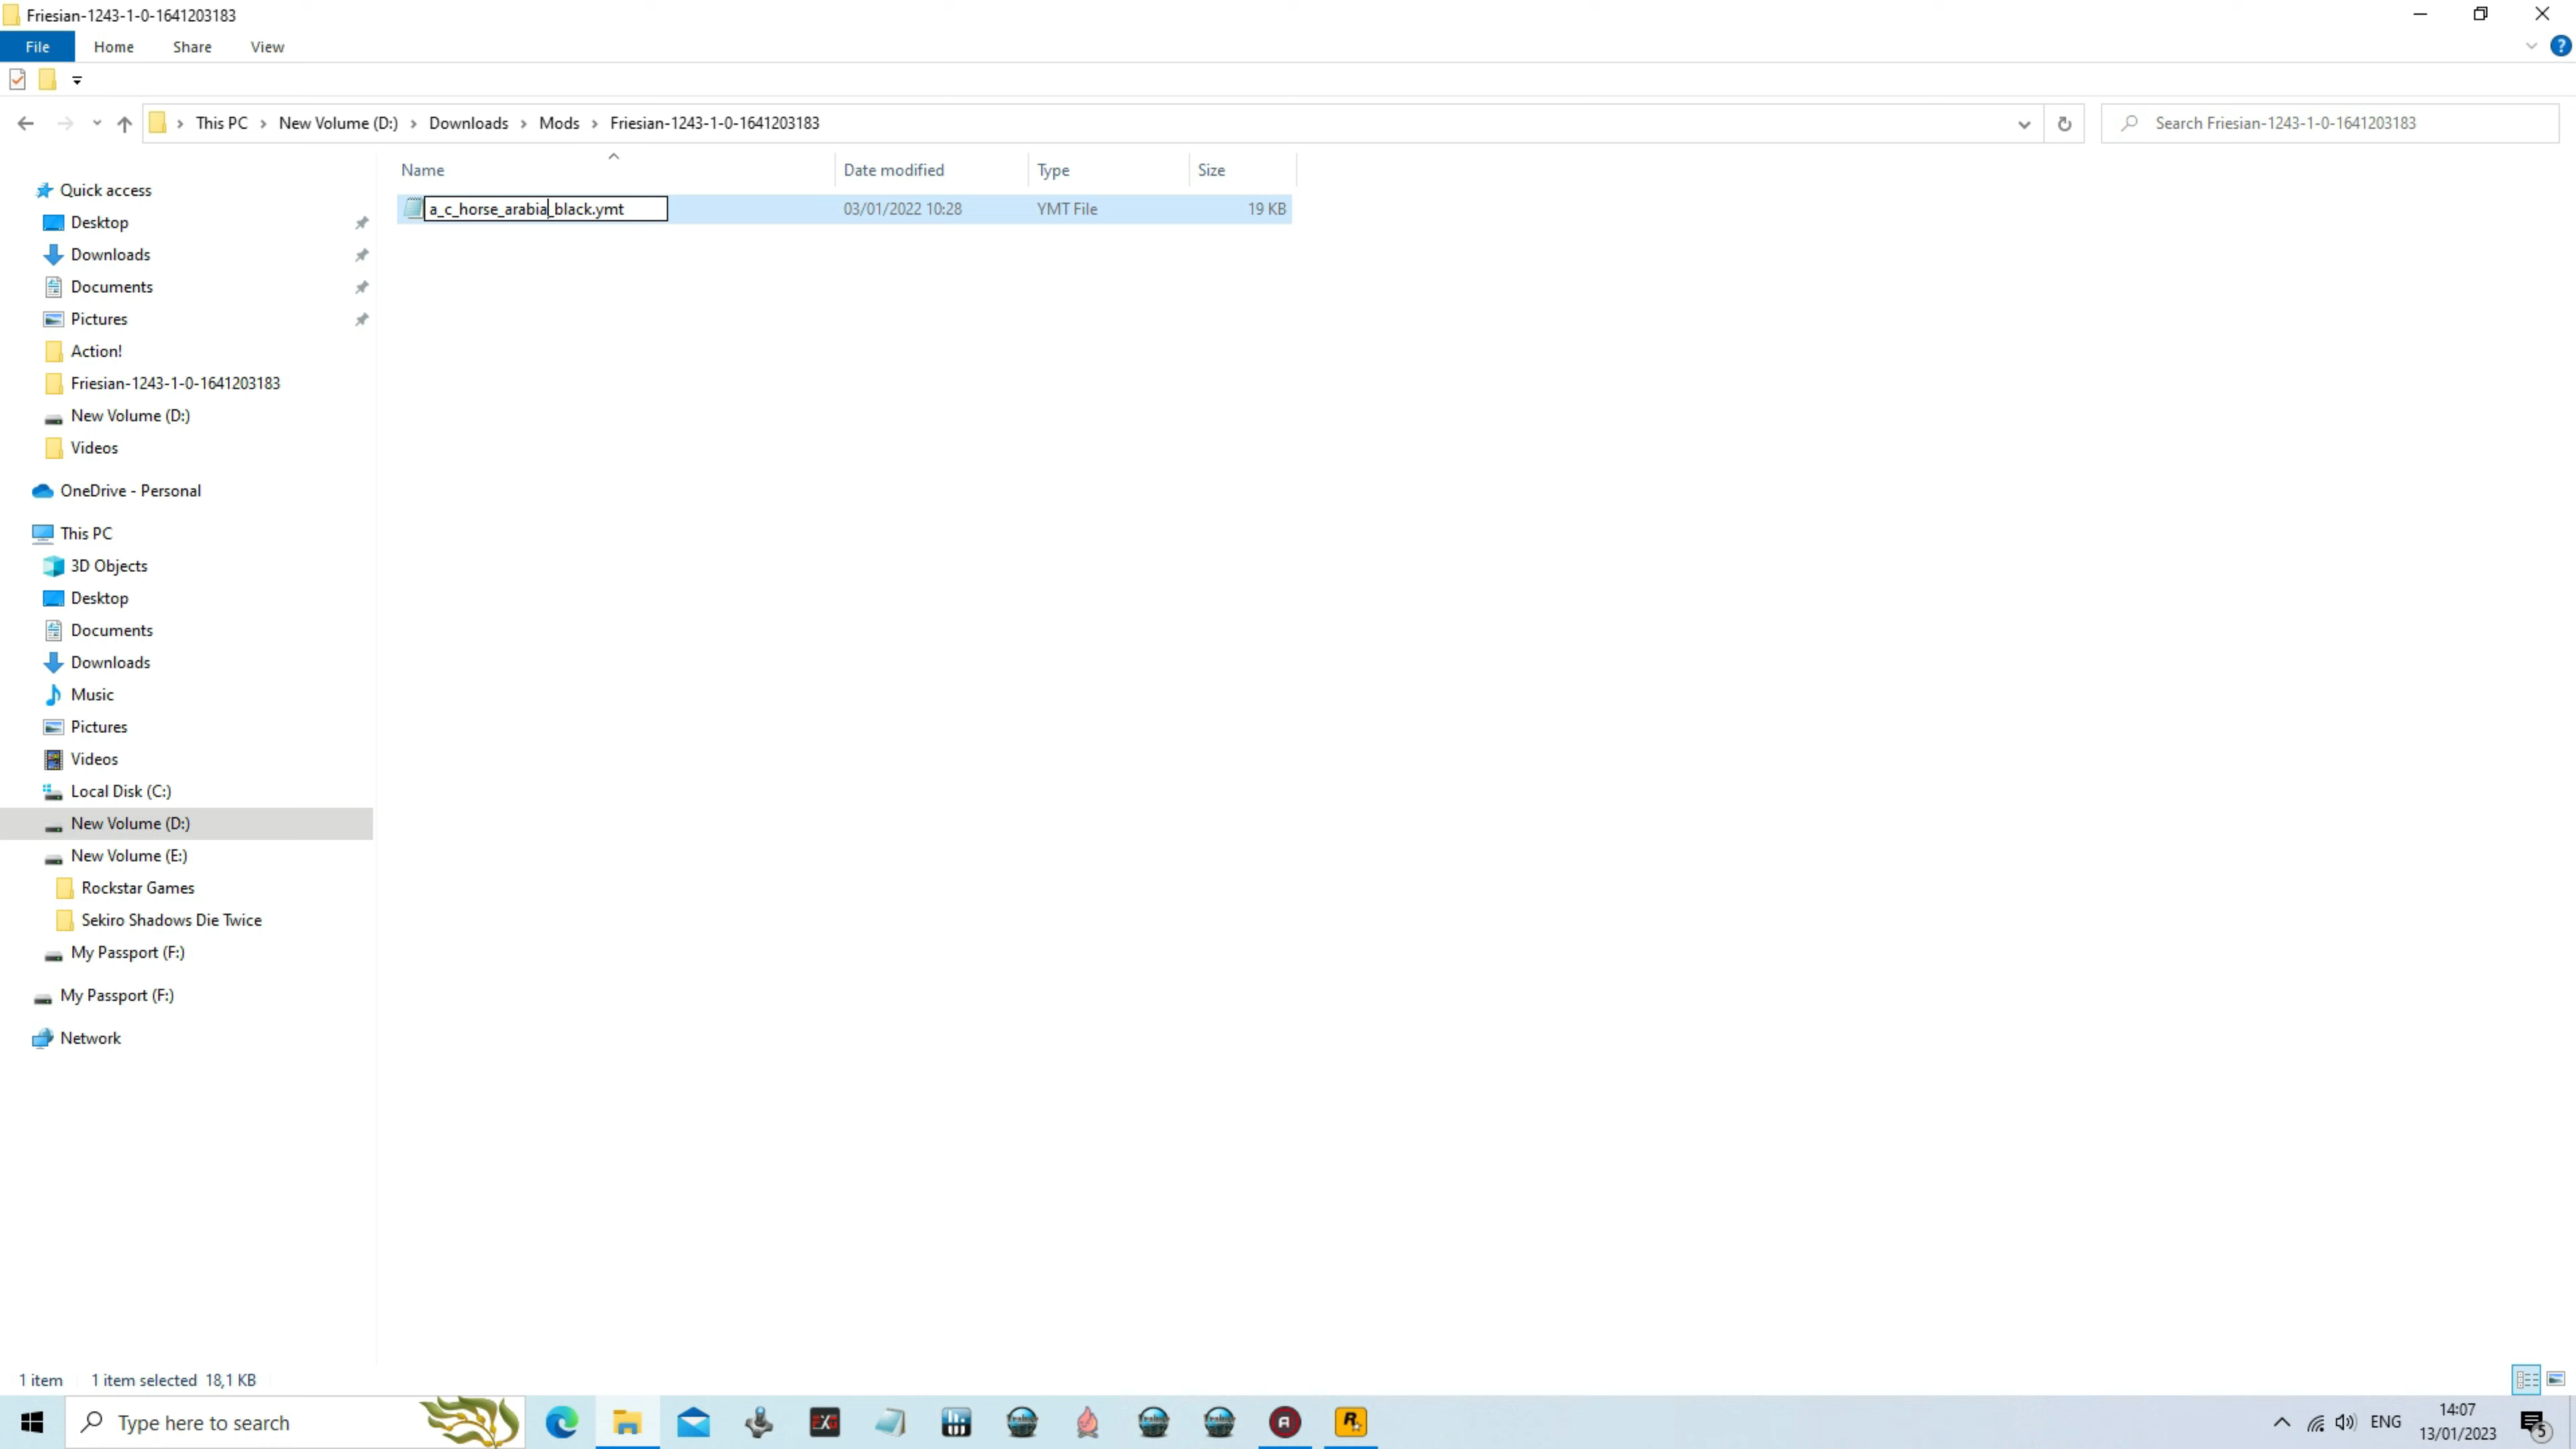 Friesian-1243-1-0-1641203183
File Home Share View
This PC New Volume (D:) Downloads Mods Friesian-1243-1-0-1641203183
Search Friesian-1243-1-0-1641203183
Name Date modified Type Size
a_c_horse_arabia_black.ymt 03/01/2022 10:28 YMT File 19 KB
Quick access
Desktop
Downloads
Documents
Pictures
Action!
Friesian-1243-1-0-1641203183
New Volume (D:)
Videos
OneDrive - Personal
This PC
3D Objects
Desktop
Documents
Downloads
Music
Pictures
Videos
Local Disk (C:)
New Volume (D:)
New Volume (E:)
Rockstar Games
Sekiro Shadows Die Twice
My Passport (F:)
My Passport (F:)
Network
1 item 1 item selected 18,1 KB
Type here to search
ENG
14:07
13/01/2023
5